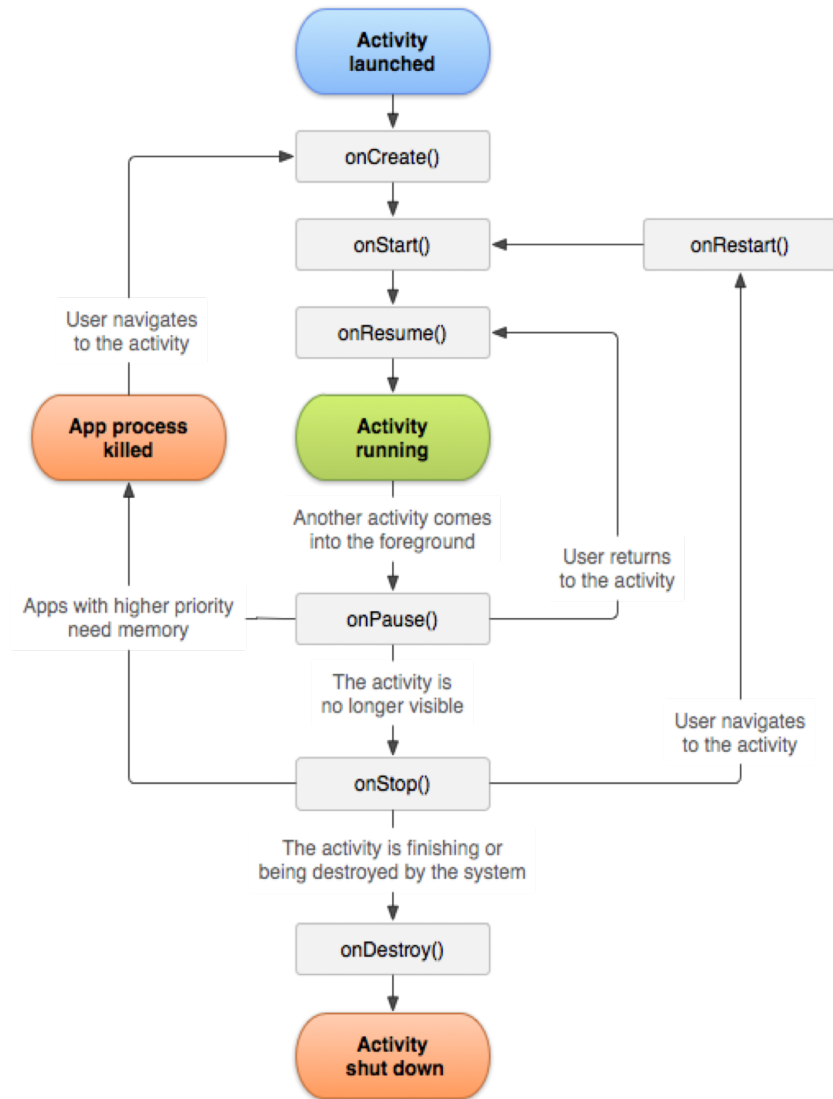 Activity
launched
onCreate()
onStart()
onRestart()
User navigates
to the activity
onResume()
App process
killed
Activity
running
Another activity comes
into the foreground
User returns
to the activity
Apps with higher priority
need memory
onPause()
The activity is
no longer visible
User navigates
to the activity
onStop()
The activity is finishing or
being destroyed by the system
onDestroy()
Activity
shut down